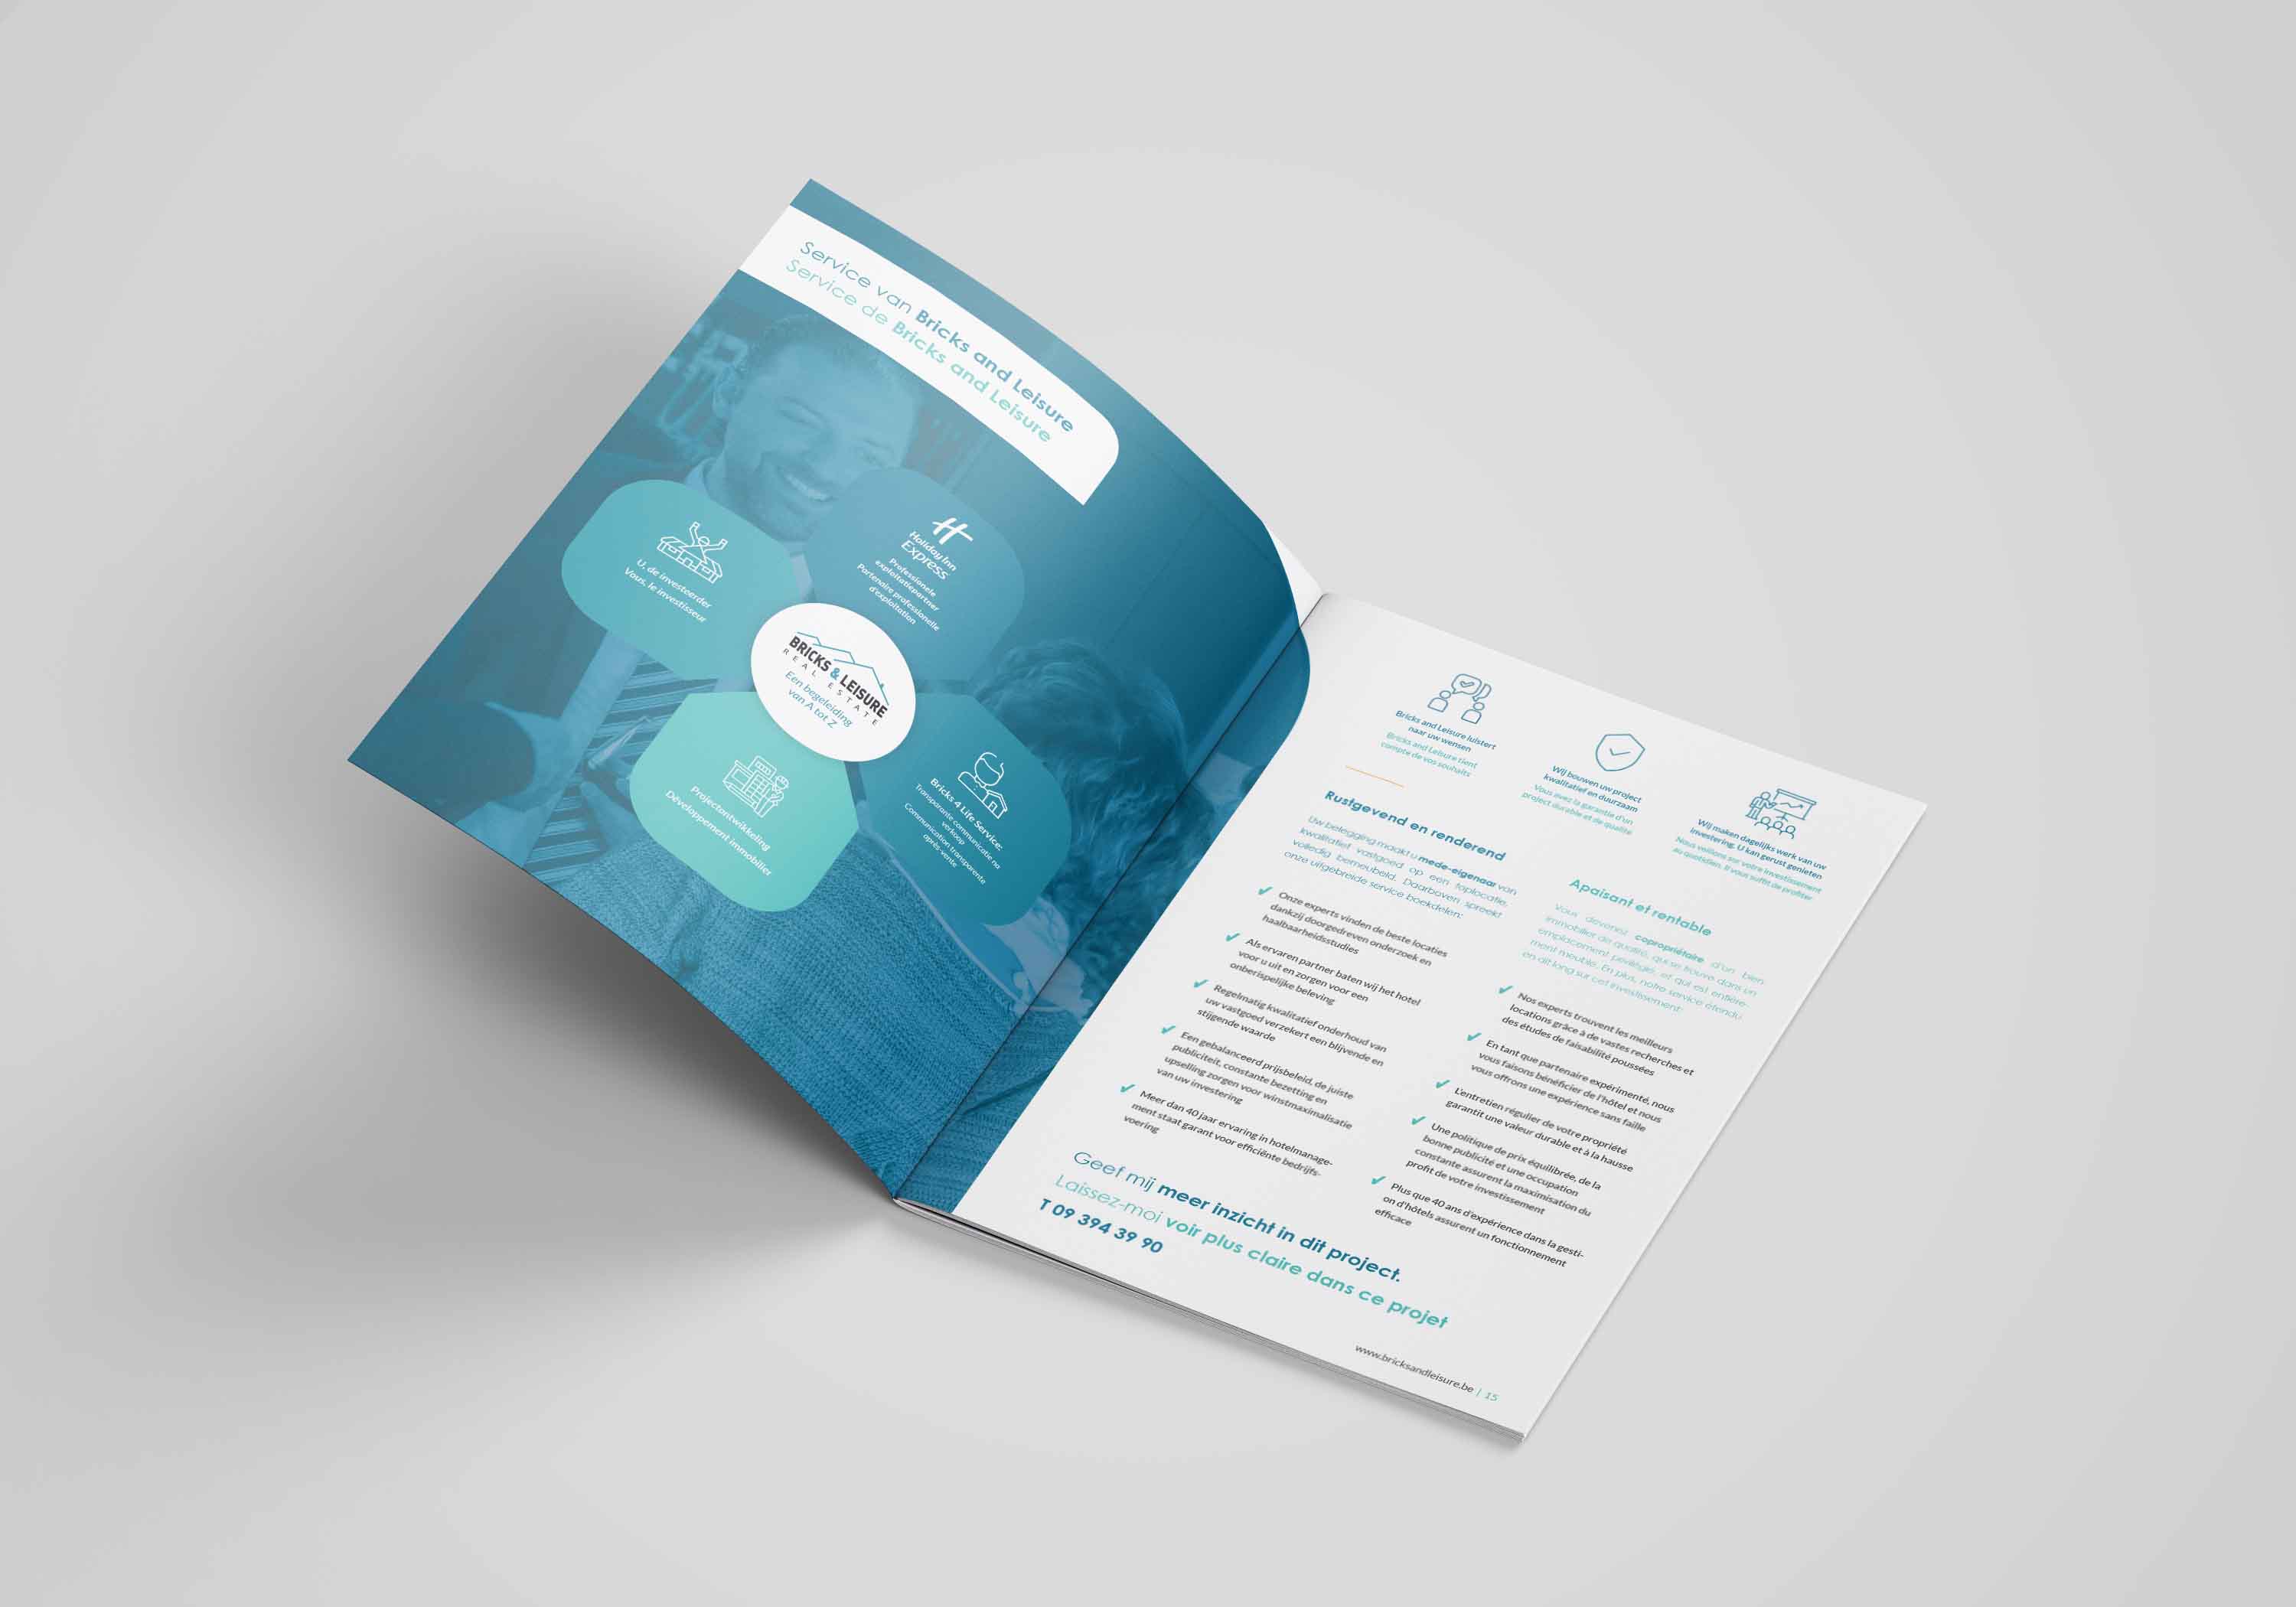 Service van Bricks and Leisure
Service de Bricks and Leisure
U, de investeerder
Vous, le investisseur
Holiday Inn
Express
Professionele
exploitatiepartner
Partenaire professionelle
d'exploitation
BRICKS & LEISURE
REAL ESTATE
Een begeleiding
van A tot Z
Projectontwikkeling
Développement immobilier
Bricks 4 Life Service:
Transparante communicatie na
verkoop
Communication transparente
après-vente
Bricks and Leisure luistert
naar uw wensen
Bricks and Leisure tient
compte de vos souhaits
Wij bouwen uw project
kwalitatief en duurzaam
Vous avez la garantie d'un
project durable et de qualité
Wij maken dagelijks werk van uw
investering. U kan gerust genieten
Nous veillons sur votre investissement
au quotidien. Il vous suffit de profiter
Rustgevend en renderend
Uw belegging maakt u mede-eigenaar van
kwalitatief vastgoed op een toplocatie,
volledig bemeubeld. Daarboven spreekt
onze uitgebreide service boekdelen:
Onze experts vinden de beste locaties
dankzij doorgedreven onderzoek en
haalbaarheidsstudies
Als ervaren partner baten wij het hotel
voor u uit en zorgen voor een
onberispelijke beleving
Regelmatig kwalitatief onderhoud van
uw vastgoed verzekert een blijvende en
stijgende waarde
Een gebalanceerd prijsbeleid, de juiste
publiciteit, constante bezetting en
upselling zorgen voor winstmaximalisatie
van uw investering
Meer dan 40 jaar ervaring in hotelmanage-
ment staat garant voor efficiënte bedrijfs-
voering
Apaisant et rentable
Vous devenez copropriétaire d'un bien
immobilier de qualité, qui se trouve dans un
emplacement privilégié, et qui est entière-
ment meublé. En plus, notre service étendu
en dit long sur cet investissement:
Nos experts trouvent les meilleurs
locations grâce à de vastes recherches et
des études de faisabilité poussées
En tant que partenaire expérimenté, nous
vous faisons bénéficier de l'hôtel et nous
vous offrons une expérience sans faille
L'entretien régulier de votre propriété
garantit une valeur durable et à la hausse
Une politique de prix équilibrée, de la
bonne publicité et une occupation
constante assurent la maximisation du
profit de votre investissement
Plus que 40 ans d'expérience dans la gesti-
on d'hôtels assurent un fonctionnement
efficace
Geef mij meer inzicht in dit project.
Laissez-moi voir plus claire dans ce projet
T 09 394 39 90
www.bricksandleisure.be | 15